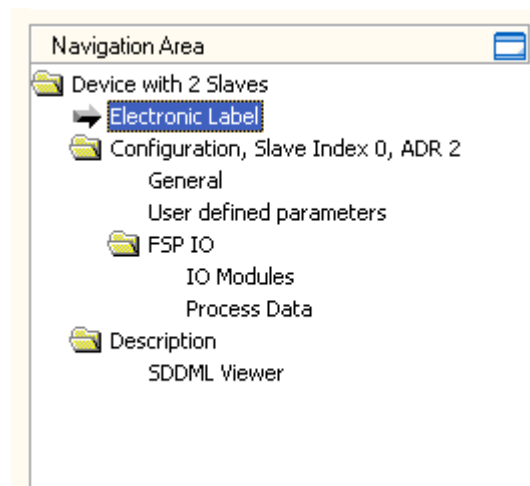 Navigation Area
Device with 2 Slaves
Electronic Label
Configuration, Slave Index 0, ADR 2
General
User defined parameters
FSP IO
IO Modules
Process Data
Description
SDDML Viewer